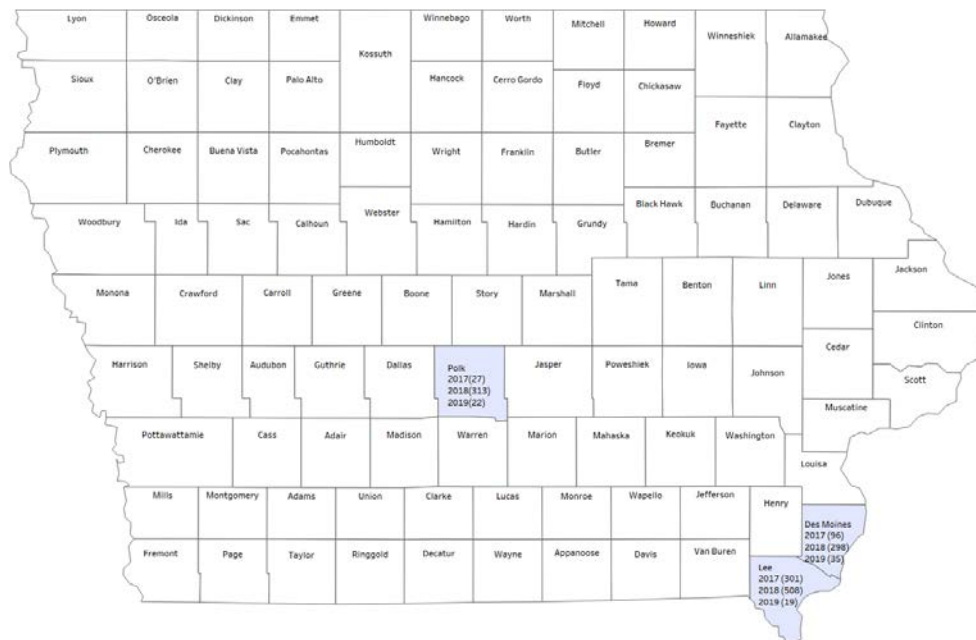 Lyon
Osceola
Dickinson
Emmet
Kossuth
Winnebago
Worth
Mitchell
Howard
Winneshiek
Allamakee
Sioux
O'Brien
Clay
Palo Alto
Hancock
Cerro Gordo
Floyd
Chickasaw
Fayette
Clayton
Plymouth
Cherokee
Buena Vista
Pocahontas
Humboldt
Wright
Franklin
Butler
Bremer
Woodbury
Ida
Sac
Calhoun
Webster
Hamilton
Hardin
Grundy
Black Hawk
Buchanan
Delaware
Dubuque
Monona
Crawford
Carroll
Greene
Boone
Story
Marshall
Tama
Benton
Linn
Jones
Jackson
Clinton
Harrison
Shelby
Audubon
Guthrie
Dallas
Polk
2017(27)
2018(313)
2019(22)
Jasper
Poweshiek
Iowa
Johnson
Cedar
Scott
Muscatine
Pottawattamie
Cass
Adair
Madison
Warren
Marion
Mahaska
Keokuk
Washington
Louisa
Mills
Montgomery
Adams
Union
Clarke
Lucas
Monroe
Wapello
Jefferson
Henry
Des Moines
2017 (96)
2018 (298)
2019 (35)
Fremont
Page
Taylor
Ringgold
Decatur
Wayne
Appanoose
Davis
Van Buren
Lee
2017 (301)
2018 (508)
2019 (19)